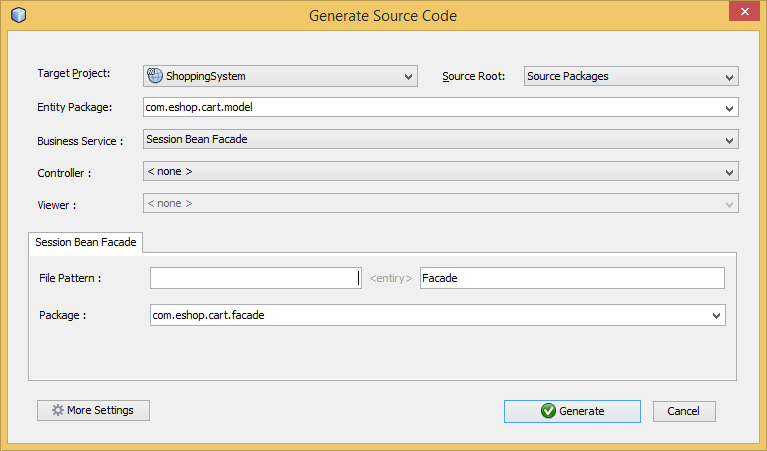 Generate Source Code
Target Project: ShoppingSystem Source Root: Source Packages
Entity Package: com.eshop.cart.model
Business Service : Session Bean Facade
Controller : < none >
Viewer : < none >
Session Bean Facade
File Pattern : <entiry> Facade
Package : com.eshop.cart.facade
More Settings Generate Cancel